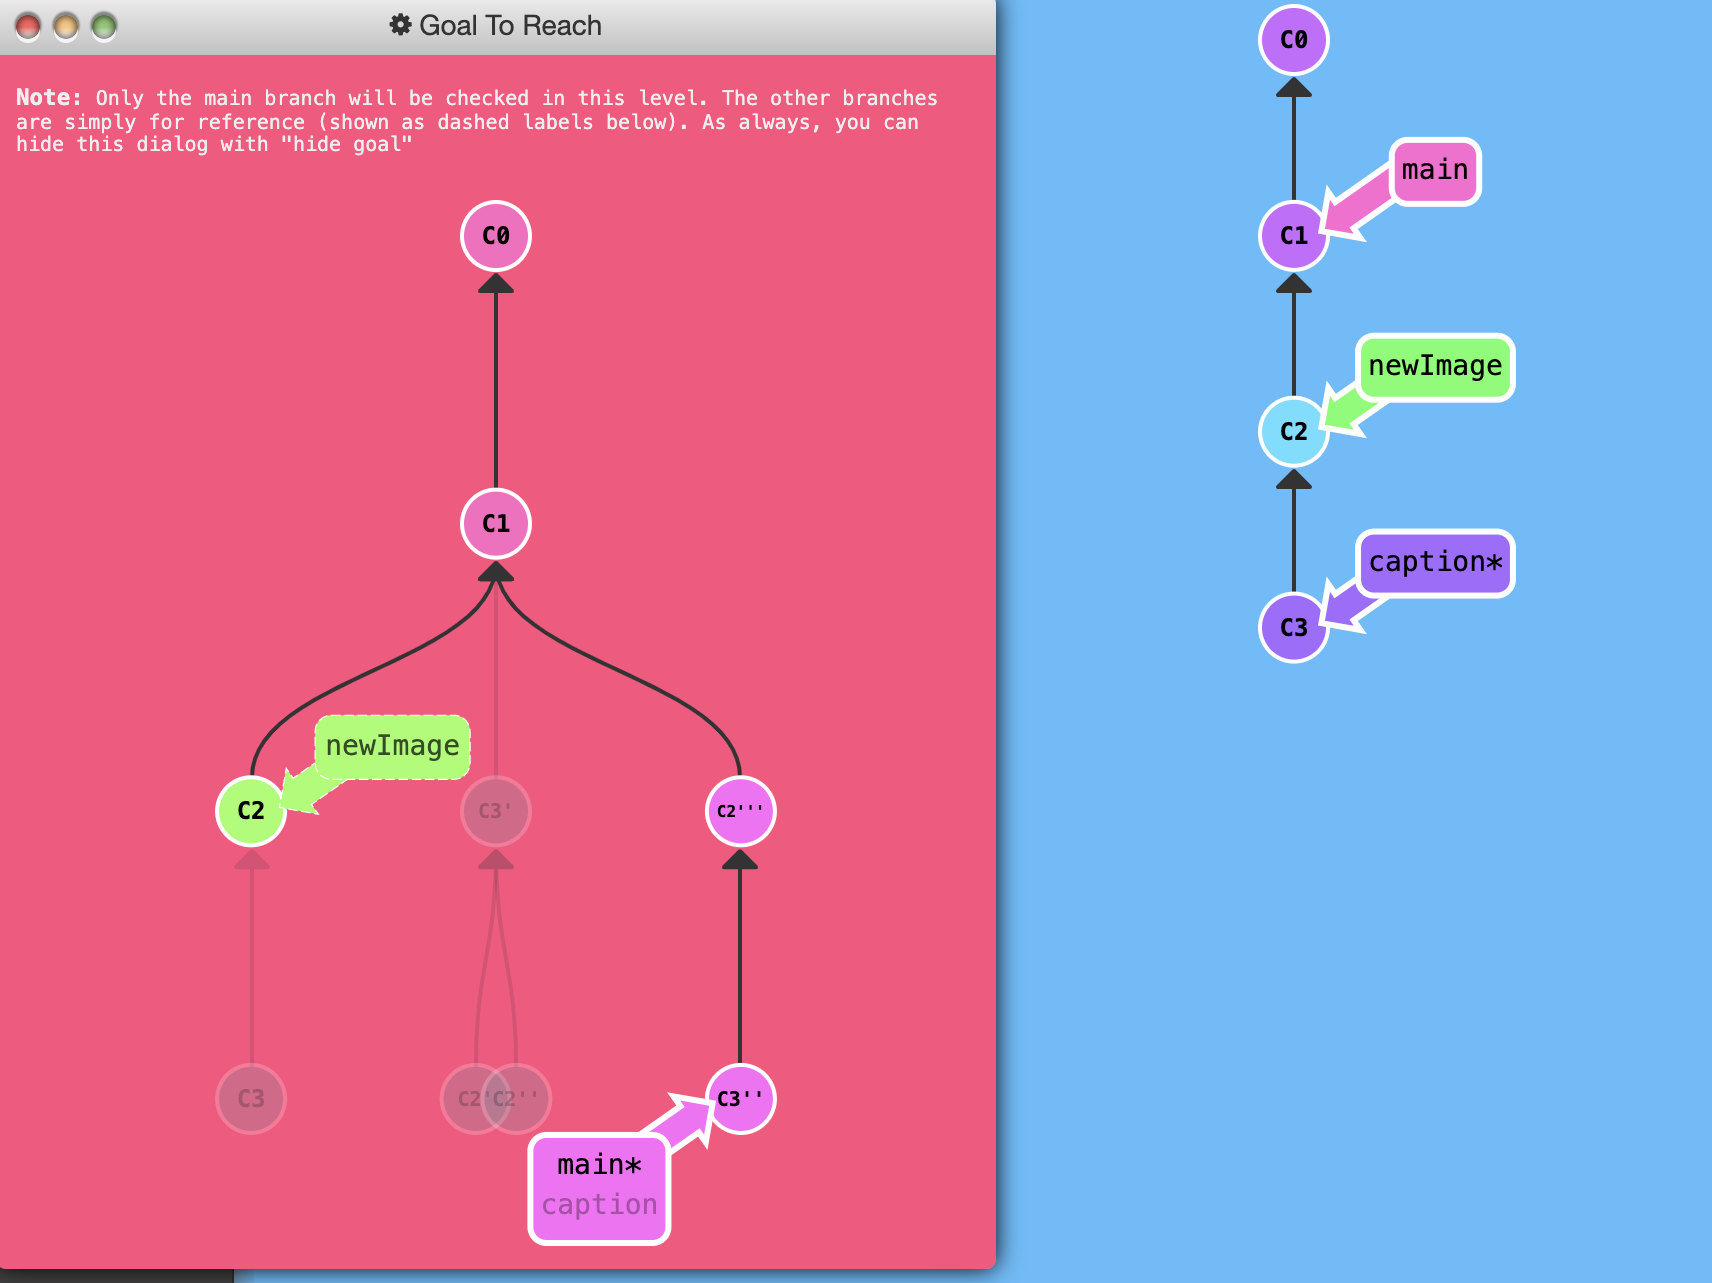 Goal To Reach
Note: Only the main branch will be checked in this level. The other branches
are simply for reference (shown as dashed labels below). As always, you can
hide this dialog with "hide goal"
C0
C1
newImage
C2
C3'
C2'''
C3
C2'
C2''
C3''
main*
caption
C0
main
C1
newImage
C2
caption*
C3